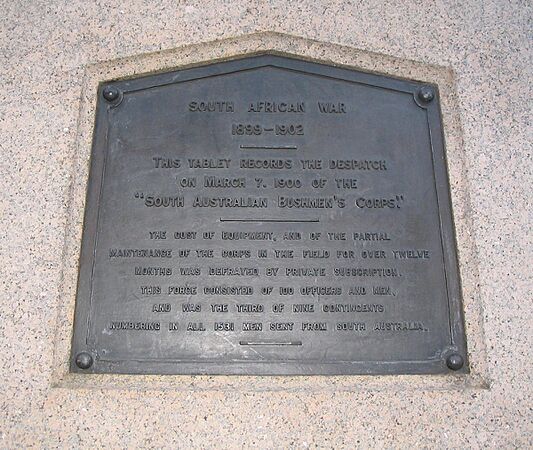 SOUTH AFRICAN WAR
1899-1902
THIS TABLET RECORDS THE DESPATCH
ON MARCH 7. 1900 OF THE
"SOUTH AUSTRALIAN BUSHMEN'S CORPS."
THE COST OF EQUIPMENT, AND OF THE PARTIAL
MAINTENANCE OF THE CORPS IN THE FIELD FOR OVER TWELVE
MONTHS WAS DEFRAYED BY PRIVATE SUBSCRIPTION.
THIS FORCE CONSISTED OF 100 OFFICERS AND MEN,
AND WAS THE THIRD OF NINE CONTINGENTS
NUMBERING IN ALL 1531 MEN SENT FROM SOUTH AUSTRALIA.